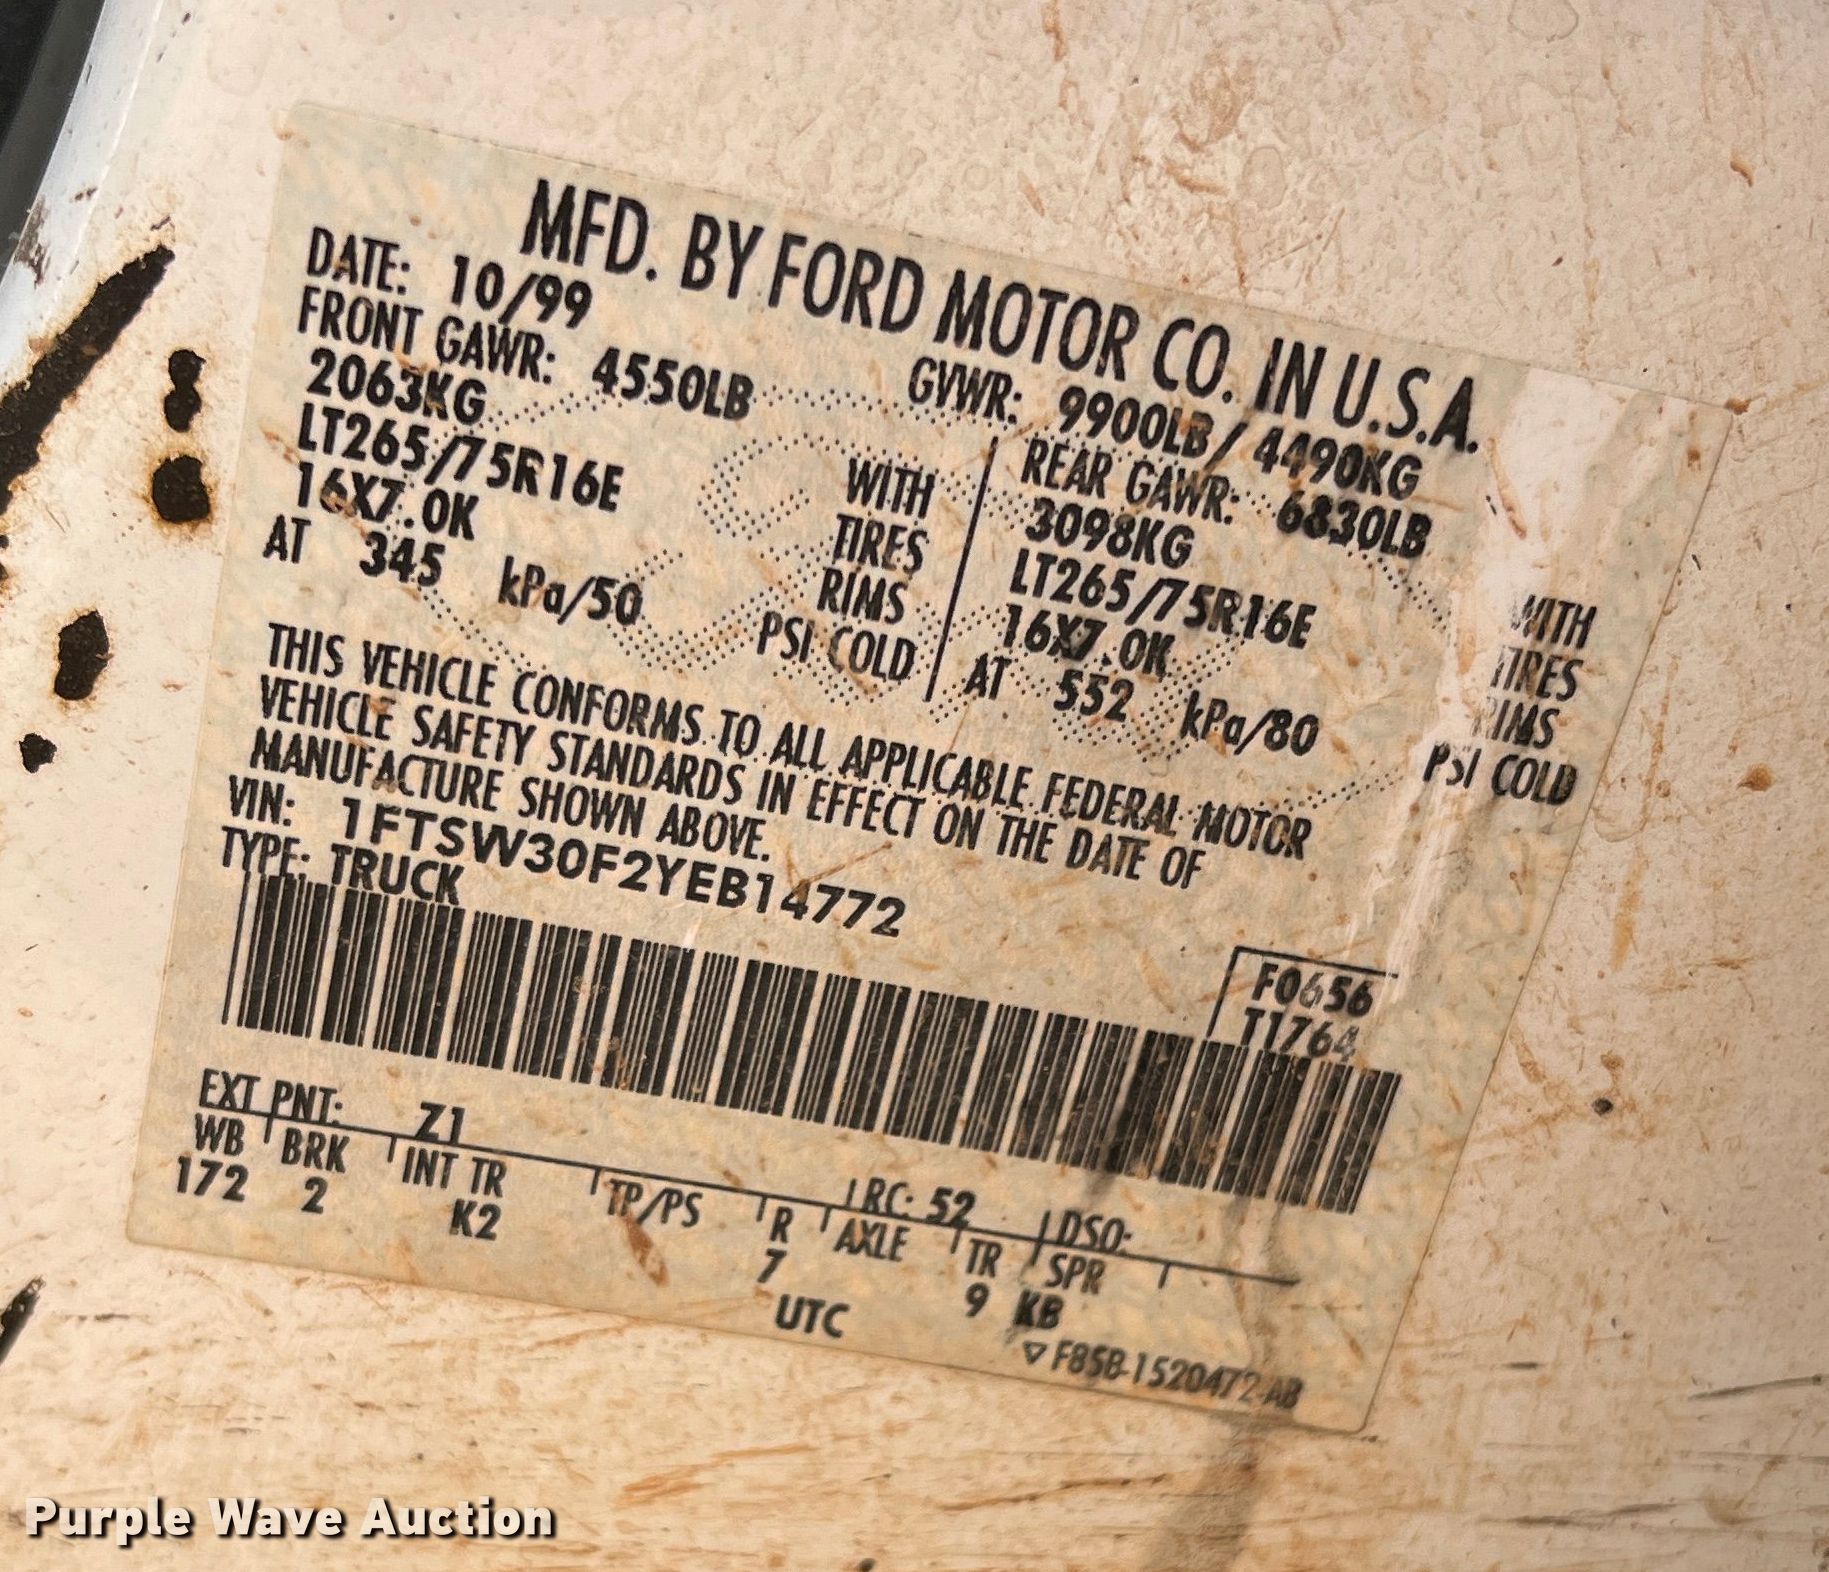 MFD. BY FORD MOTOR CO. IN U.S.A.
DATE: 10/99 GVWR: 9900LB / 4490KG
FRONT GAWR: 4550LB REAR GAWR: 6830LB
2063KG WITH 3098KG WITH
LT265/75R16E TIRES LT265/75R16E TIRES
16X7.0K RIMS 16X7.0K RIMS
AT 345 kPa/50 PSI COLD AT 552 kPa/80 PSI COLD
THIS VEHICLE CONFORMS TO ALL APPLICABLE FEDERAL MOTOR
VEHICLE SAFETY STANDARDS IN EFFECT ON THE DATE OF
MANUFACTURE SHOWN ABOVE.
VIN: 1FTSW30F2YEB14772
TYPE: TRUCK
F0656
T1764
EXT PNT: Z1 RC: 52 DSO:
WB BRK INT TR TP/PS R AXLE TR SPR
172 2 K2 7 9 KB
UTC
▽ F85B-1520472-AB
Purple Wave Auction